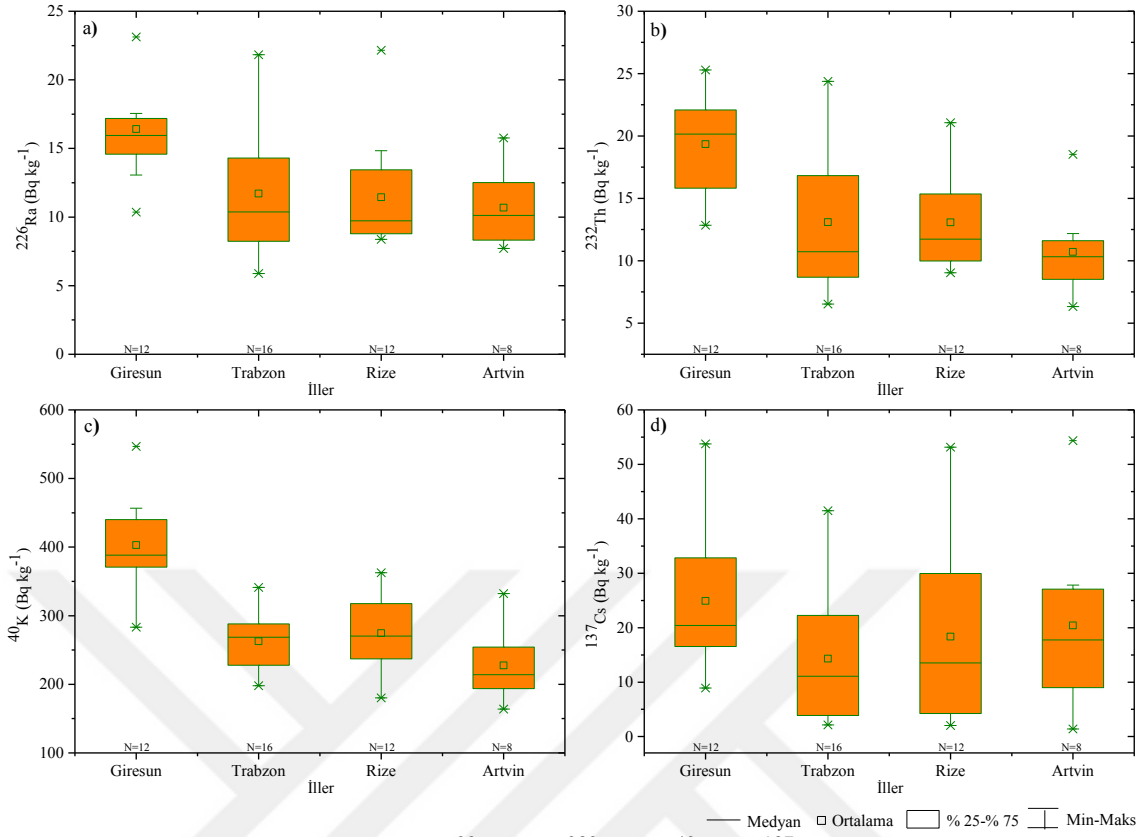 a)
25
20
15
10
5
0
²²⁶Ra (Bq kg⁻¹)
N=12 N=16 N=12 N=8
Giresun Trabzon Rize Artvin
İller
b)
30
25
20
15
10
5
²³²Th (Bq kg⁻¹)
N=12 N=16 N=12 N=8
Giresun Trabzon Rize Artvin
İller
c)
600
500
400
300
200
100
⁴⁰K (Bq kg⁻¹)
N=12 N=16 N=12 N=8
Giresun Trabzon Rize Artvin
İller
d)
60
50
40
30
20
10
0
¹³⁷Cs (Bq kg⁻¹)
N=12 N=16 N=12 N=8
Giresun Trabzon Rize Artvin
İller
Medyan Ortalama % 25-% 75 Min-Maks